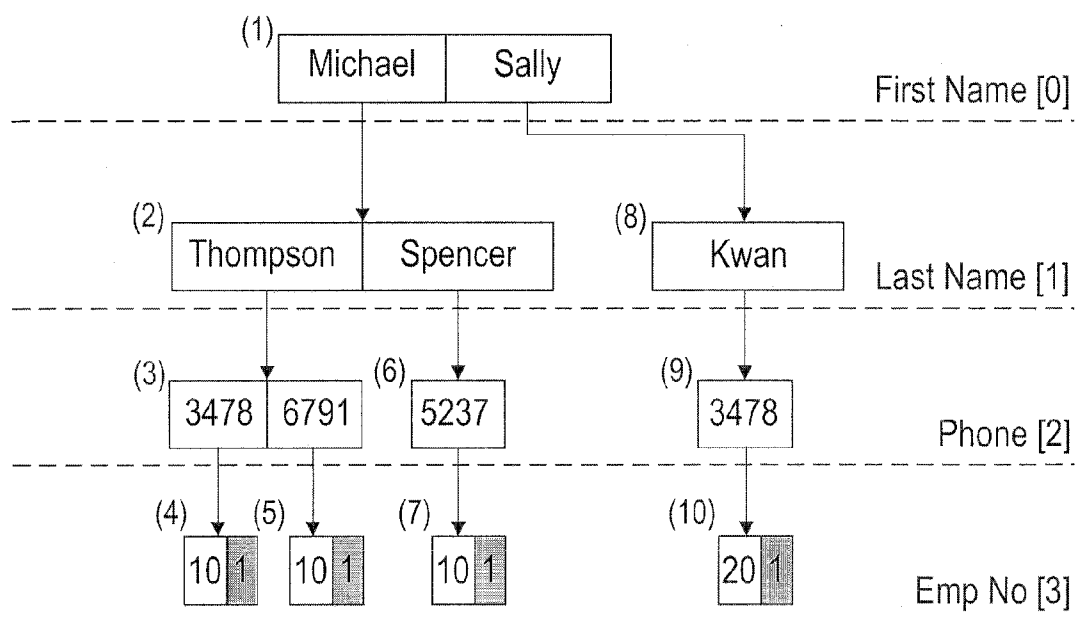 (1) Michael Sally
First Name [0]
(2) Thompson Spencer (8) Kwan
Last Name [1]
(3) 3478 6791 (6) 5237 (9) 3478
Phone [2]
(4) (5) (7) (10)
10 1 10 1 10 1 20 1
Emp No [3]